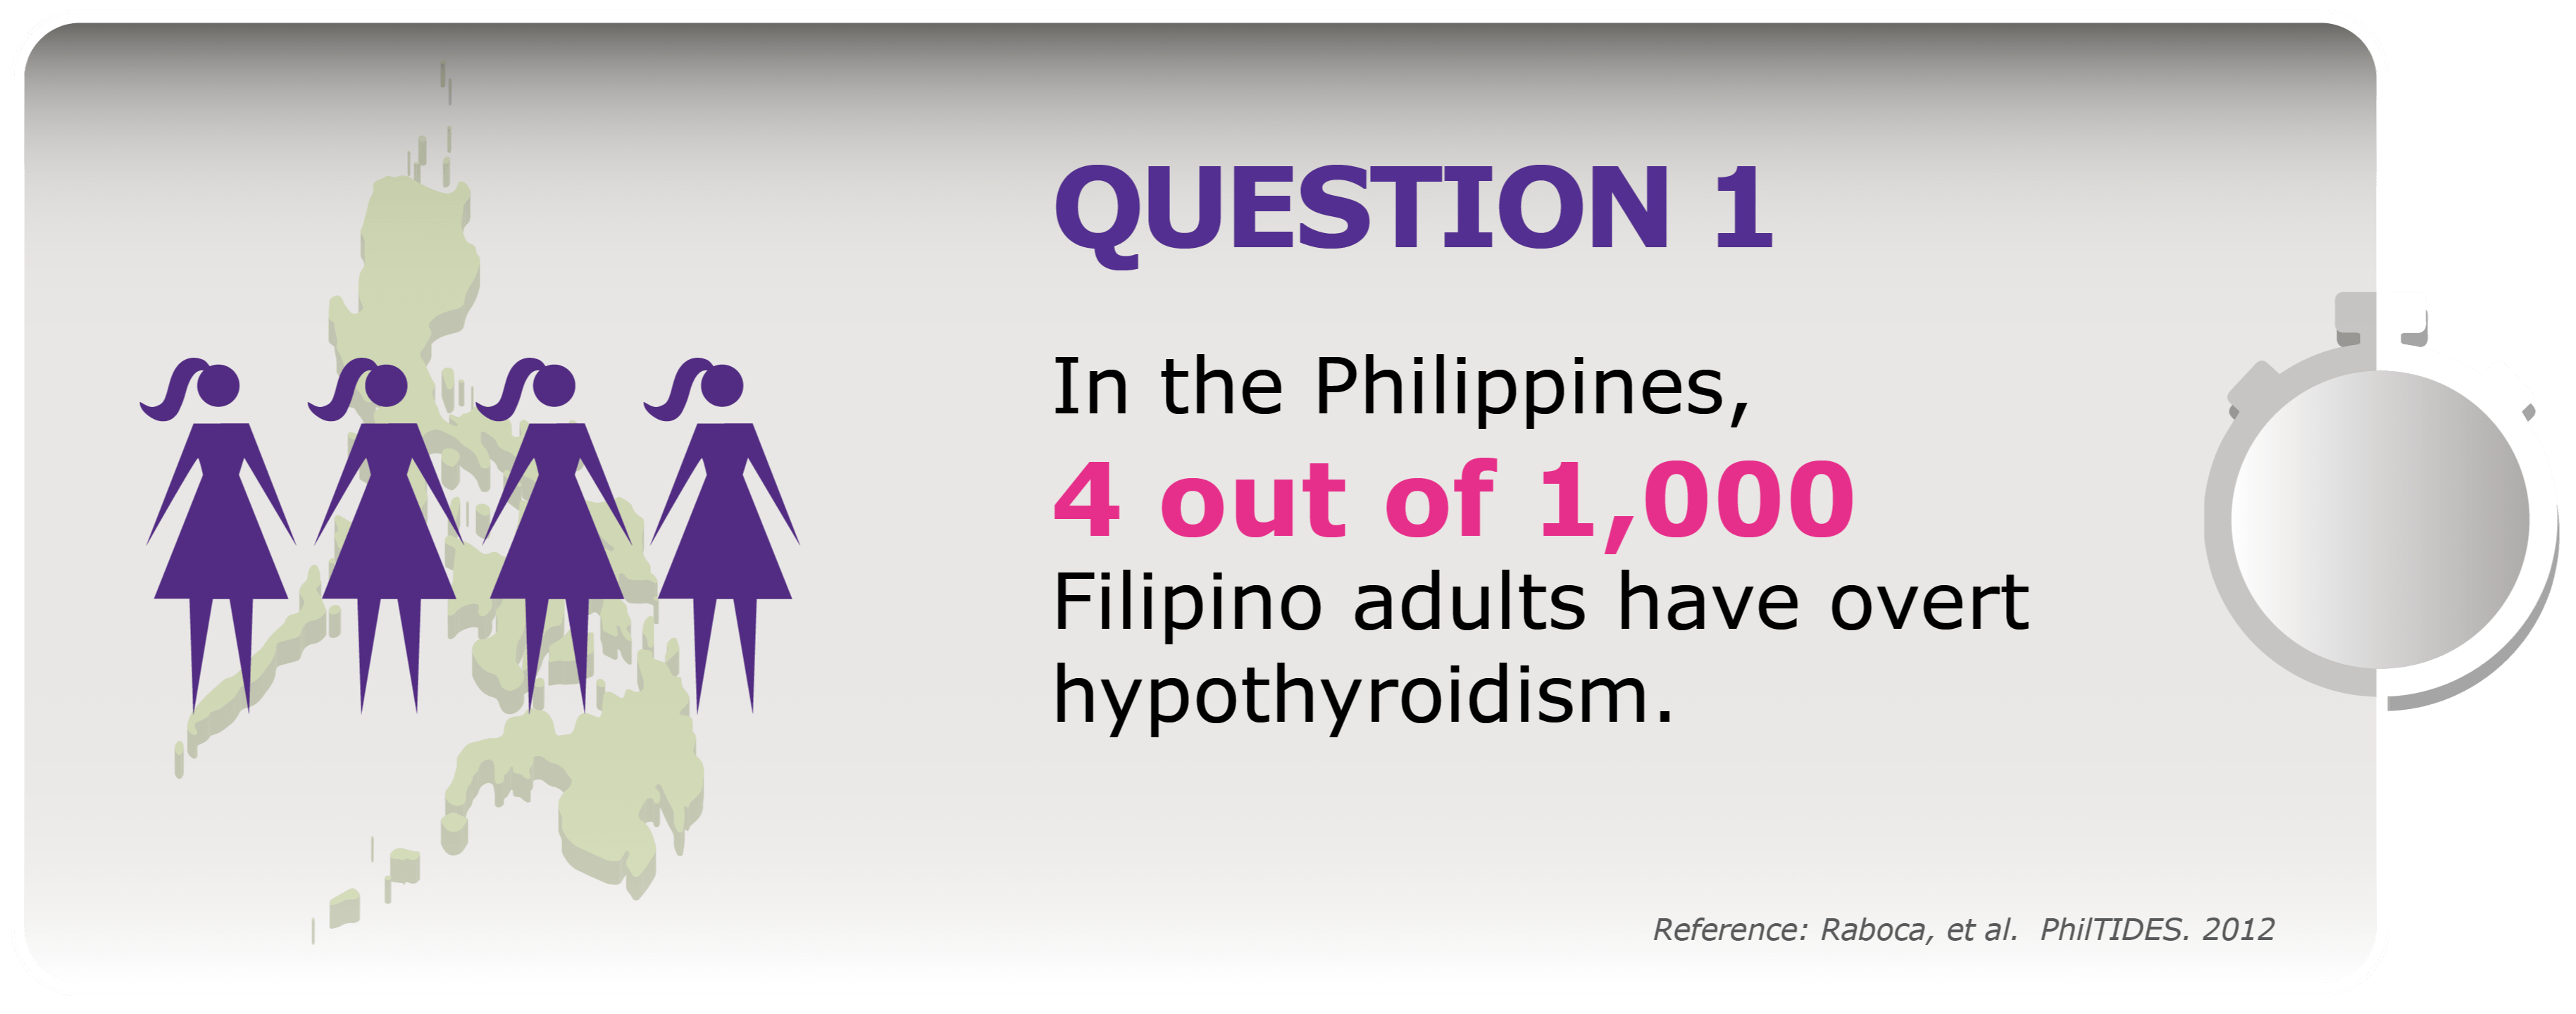 QUESTION 1
In the Philippines,
4 out of 1,000
Filipino adults have overt
hypothyroidism.
Reference: Raboca, et al. PhilTIDES. 2012